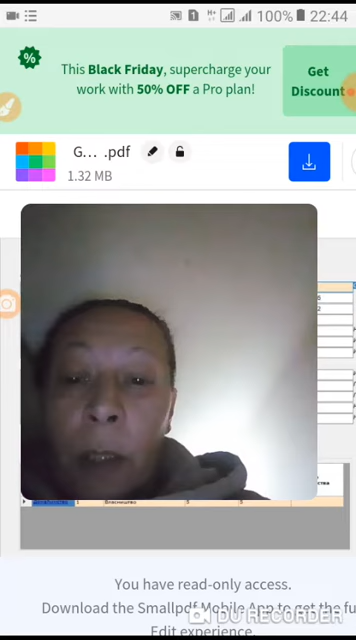 100% 22:44
This Black Friday, supercharge your
work with 50% OFF a Pro plan!
Get
Discount
G... .pdf
1.32 MB
You have read-only access.
Download the Smallpdf Mobile App to get the fu
Edit experience.
DU RECORDER